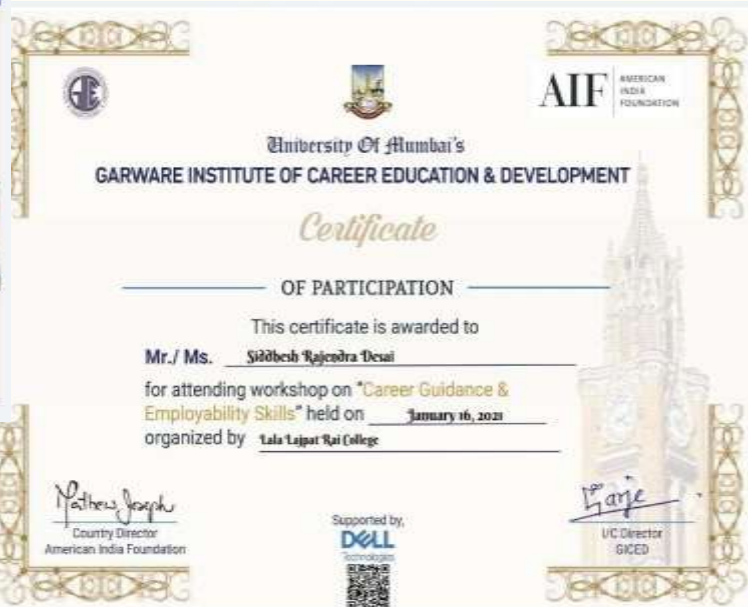 AIF
AMERICAN
INDIA
FOUNDATION
University Of Mumbai's
GARWARE INSTITUTE OF CAREER EDUCATION & DEVELOPMENT
Certificate
OF PARTICIPATION
This certificate is awarded to
Mr./ Ms. Siddhesh Rajendra Desai
for attending workshop on "Career Guidance &
Employability Skills" held on January 16, 2021
organized by Lala Lajpat Rai College
Mathew Joseph
Country Director
American India Foundation
Supported by,
DELL
Technologies
I/C Director
GICED